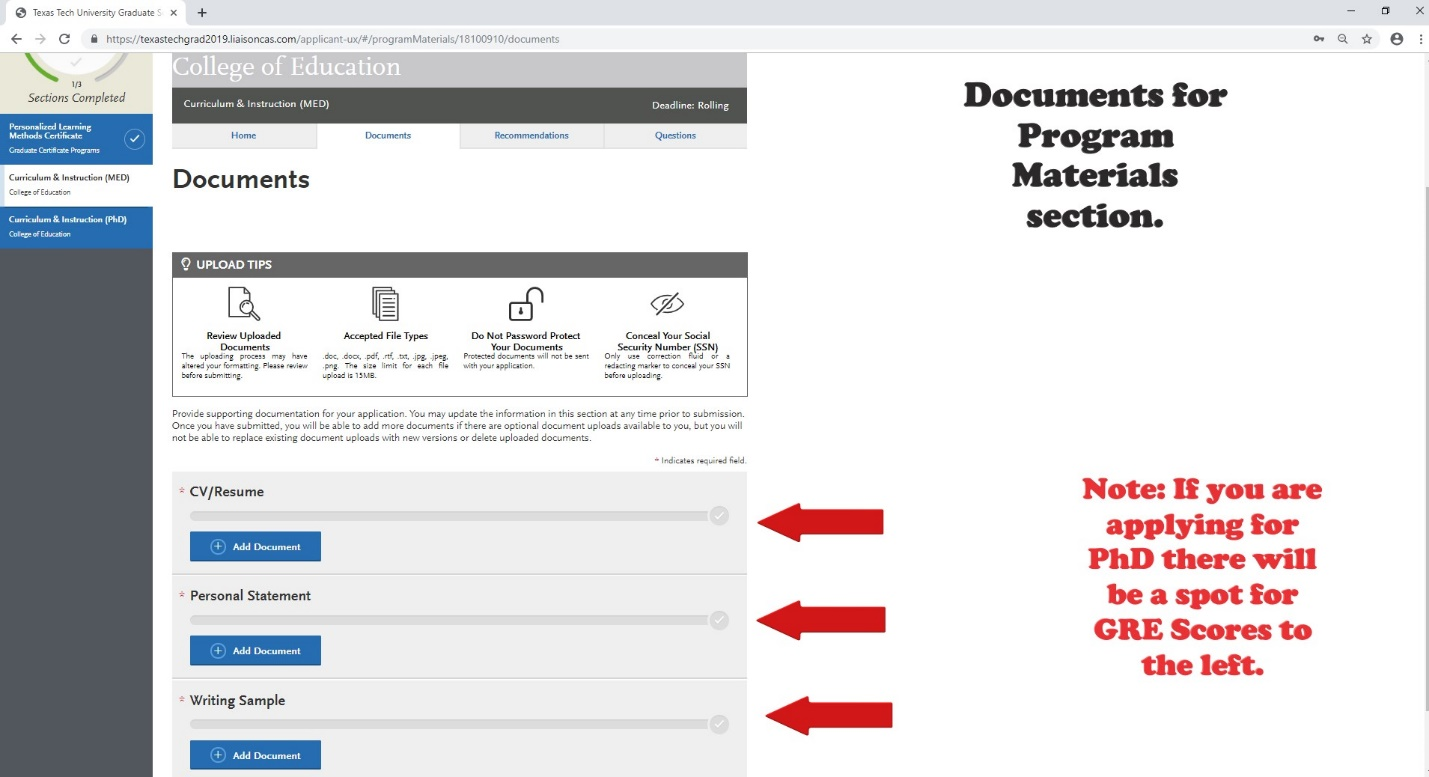 Texas Tech University Graduate S
https://texastechgrad2019.liaisoncas.com/applicant-ux/#/programMaterials/18100910/documents
1/3
Sections Completed
Personalized Learning
Methods Certificate
Graduate Certificate Programs
Curriculum & Instruction (MED)
College of Education
Curriculum & Instruction (PhD)
College of Education
College of Education
Curriculum & Instruction (MED)
Deadline: Rolling
Home
Documents
Recommendations
Questions
Documents
UPLOAD TIPS
Review Uploaded
Documents
The uploading process may have
altered your formatting. Please review
before submitting.
Accepted File Types
.doc, .docx, .pdf, .rtf, .txt, .jpg, .jpeg,
.png. The size limit for each file
upload is 15MB.
Do Not Password Protect
Your Documents
Protected documents will not be sent
with your application.
Conceal Your Social
Security Number (SSN)
Only use correction fluid or a
redacting marker to conceal your SSN
before uploading.
Provide supporting documentation for your application. You may update the information in this section at any time prior to submission.
Once you have submitted, you will be able to add more documents if there are optional document uploads available to you, but you will
not be able to replace existing document uploads with new versions or delete uploaded documents.
* Indicates required field.
* CV/Resume
Add Document
* Personal Statement
Add Document
* Writing Sample
Add Document
Documents for
Program
Materials
section.
Note: If you are
applying for
PhD there will
be a spot for
GRE Scores to
the left.